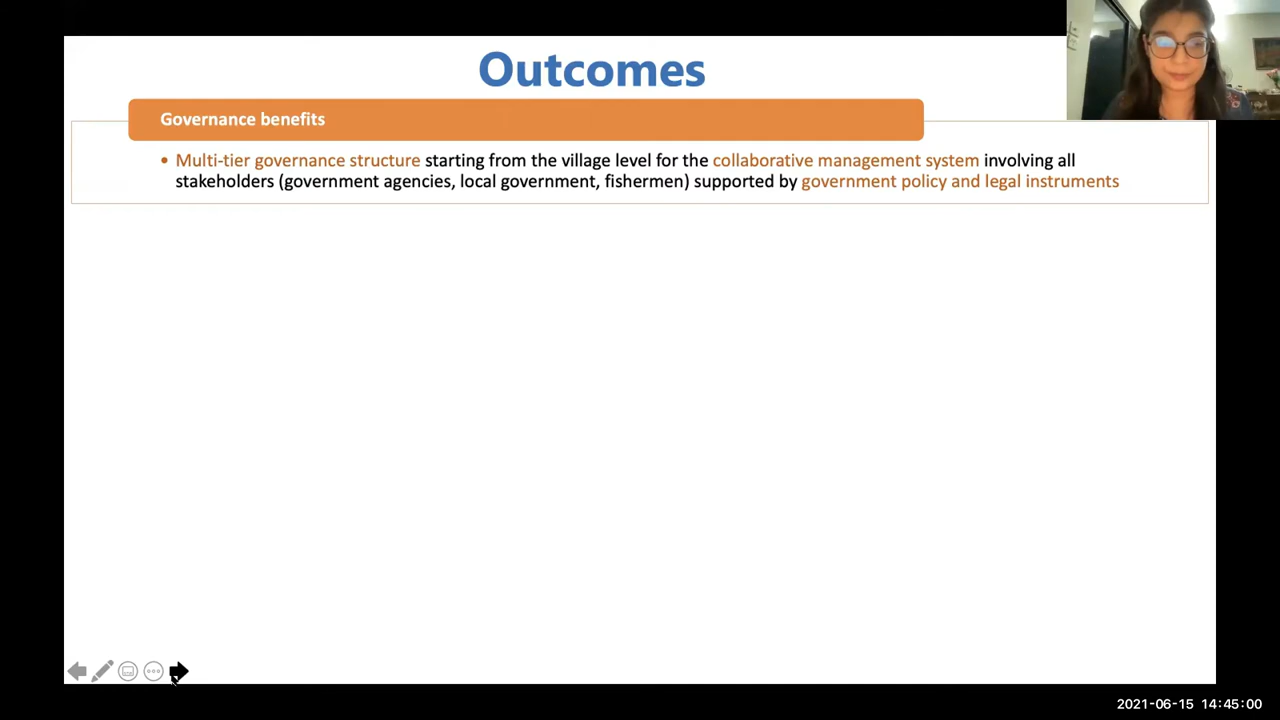 Outcomes
Governance benefits
• Multi-tier governance structure starting from the village level for the collaborative management system involving all
stakeholders (government agencies, local government, fishermen) supported by government policy and legal instruments
2021-06-15 14:45:00